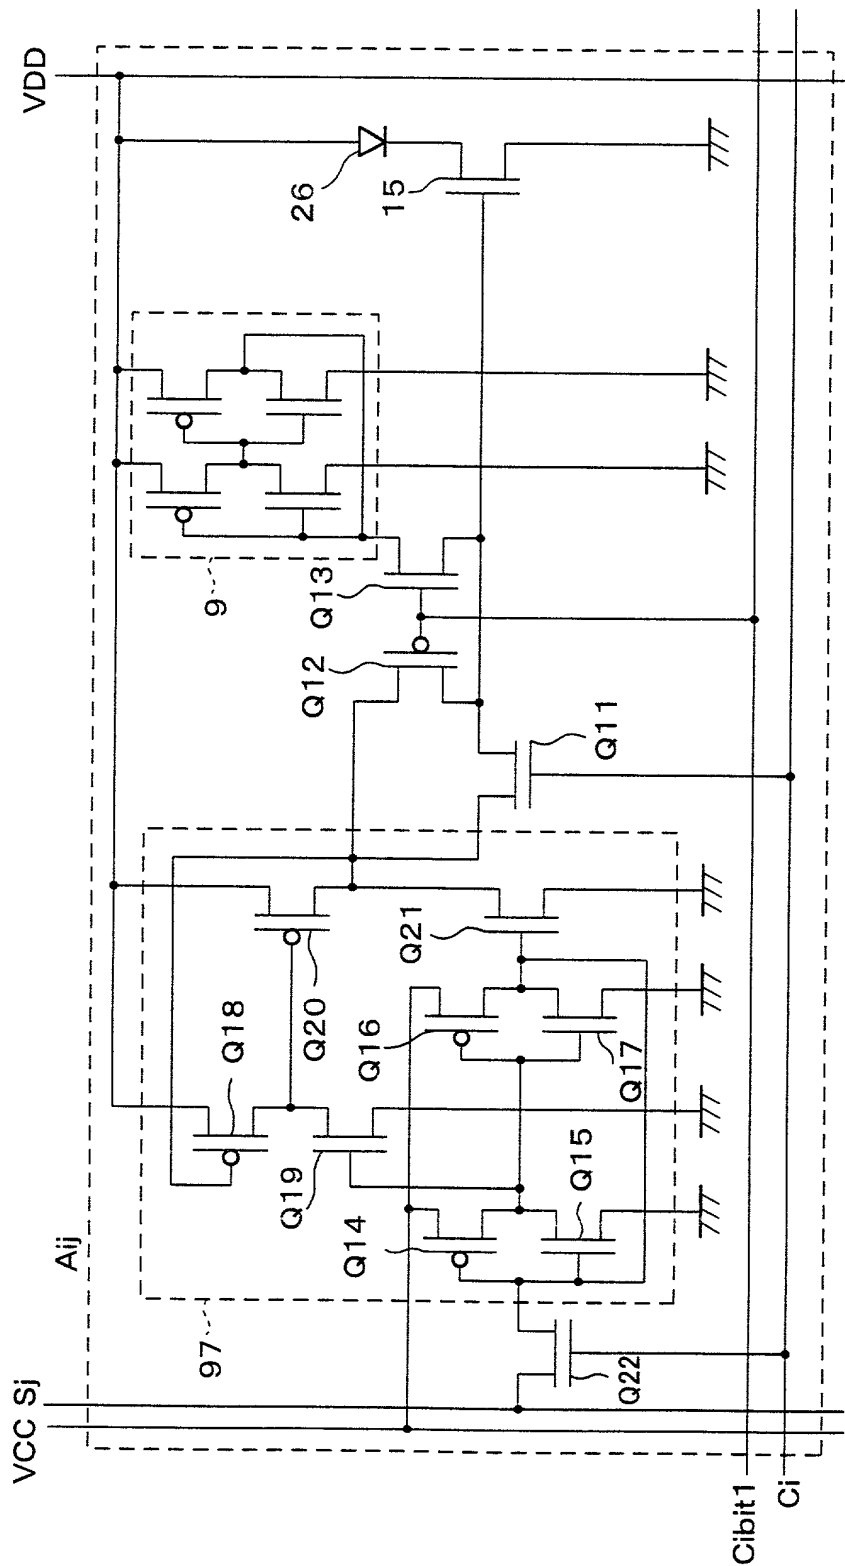 VDD
26
15
9
Q13
Q12
Q11
Q18
Q20
Q21
Q16
Q17
Q19
Q15
Q14
Aij
97
Q22
VCC Sj
Cibit1
Ci